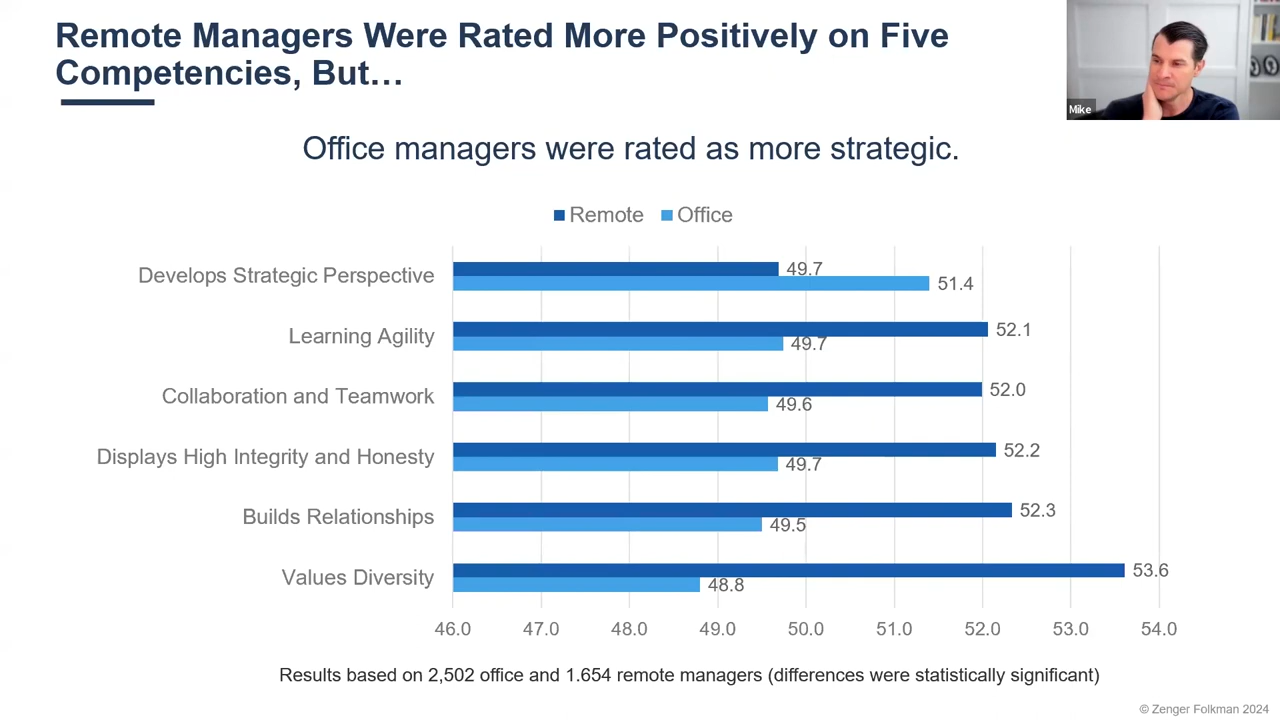 Remote Managers Were Rated More Positively on Five
Competencies, But…
Mike
Office managers were rated as more strategic.
Remote Office
Develops Strategic Perspective 49.7
51.4
Learning Agility 52.1
49.7
Collaboration and Teamwork 52.0
49.6
Displays High Integrity and Honesty 52.2
49.7
Builds Relationships 52.3
49.5
Values Diversity 53.6
48.8
46.0 47.0 48.0 49.0 50.0 51.0 52.0 53.0 54.0
Results based on 2,502 office and 1.654 remote managers (differences were statistically significant)
© Zenger Folkman 2024